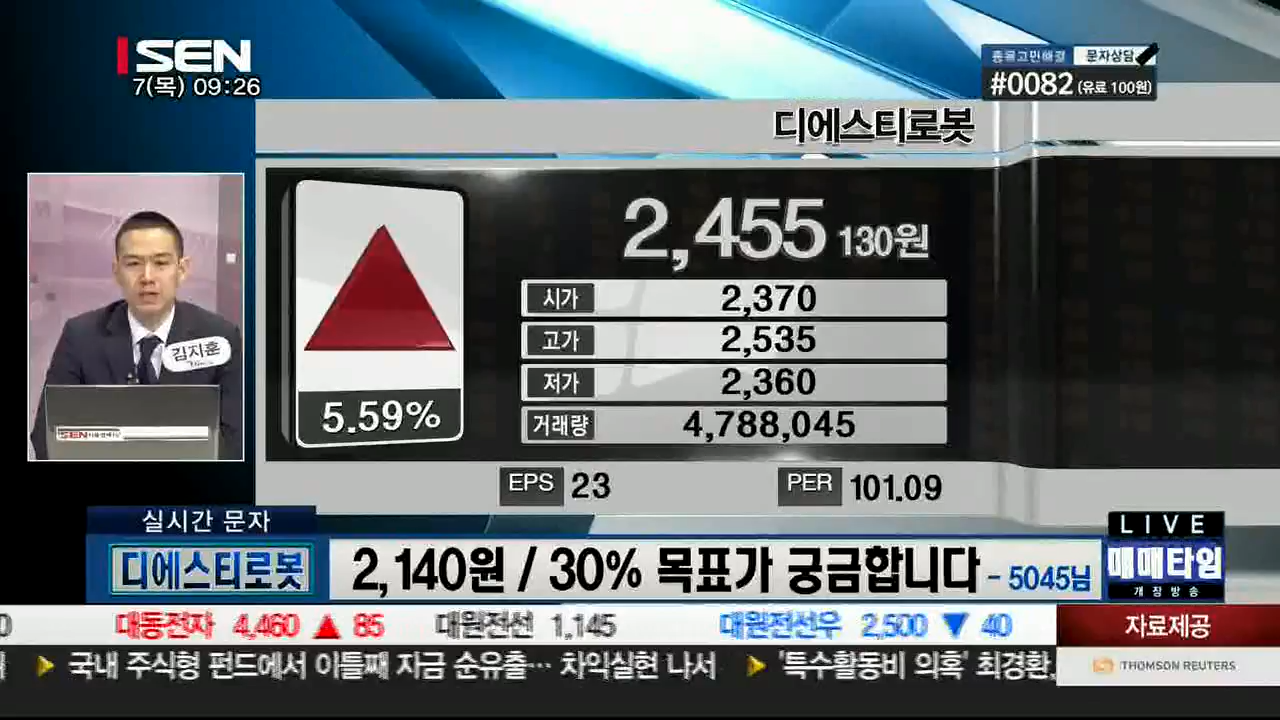 SEN
7(목) 09:26
종목고민해결 문자상담
#0082 (유료 100원)
디에스티로봇
2,455 130원
5.59%
시가 2,370
고가 2,535
저가 2,360
거래량 4,788,045
EPS 23
PER 101.09
김지훈
SEN
실시간 문자
디에스티로봇 2,140원 / 30% 목표가 궁금합니다 - 5045님
LIVE
매매타임
개장방송
0 대동전자 4,460 ▲ 85 대원전선 1,145 대원전선우 2,500 ▼ 40
자료제공
▶ 국내 주식형 펀드에서 이틀째 자금 순유출… 차익실현 나서 ▶ '특수활동비 의혹' 최경환,
THOMSON REUTERS